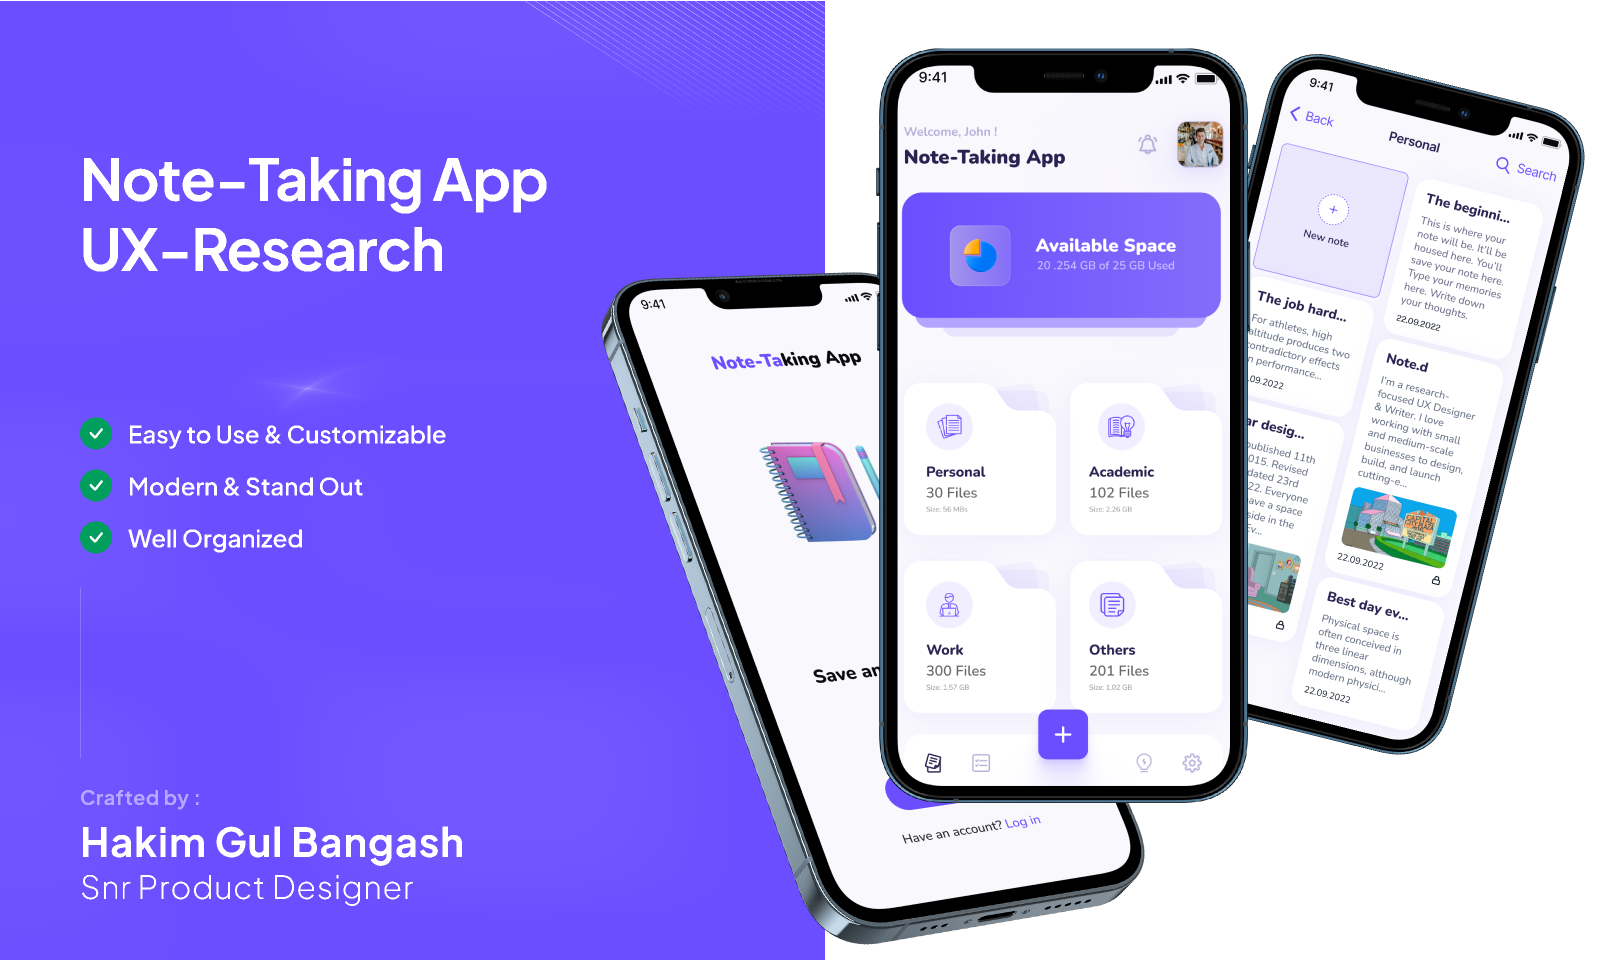 Note-Taking App
UX-Research
Easy to Use & Customizable
Modern & Stand Out
Well Organized
Crafted by :
Hakim Gul Bangash
Snr Product Designer
9:41
Note-Taking App
Save an
Have an account? Log in
9:41
Welcome, John !
Note-Taking App
Available Space
20 .254 GB of 25 GB Used
Personal
30 Files
Size: 56 MBs
Academic
102 Files
Size: 2.26 GB
Work
300 Files
Size: 1.57 GB
Others
201 Files
Size: 1.02 GB
9:41
Back
Personal
Search
New note
The beginni...
This is where your
note will be. It'll be
housed here. You'll
save your note here.
Type your memories
here. Write down
your thoughts.
22.09.2022
The job hard...
For athletes, high
altitude produces two
contradictory effects
n performance...
.09.2022
Note.d
I'm a research-
focused UX Designer
& Writer. I love
working with small
and medium-scale
businesses to design,
build, and launch
cutting-e...
22.09.2022
ar desig...
published 11th
015. Revised
dated 23rd
22. Everyone
ave a space
side in the
Ev...
Best day ev...
Physical space is
often conceived in
three linear
dimensions, although
modern physici...
22.09.2022